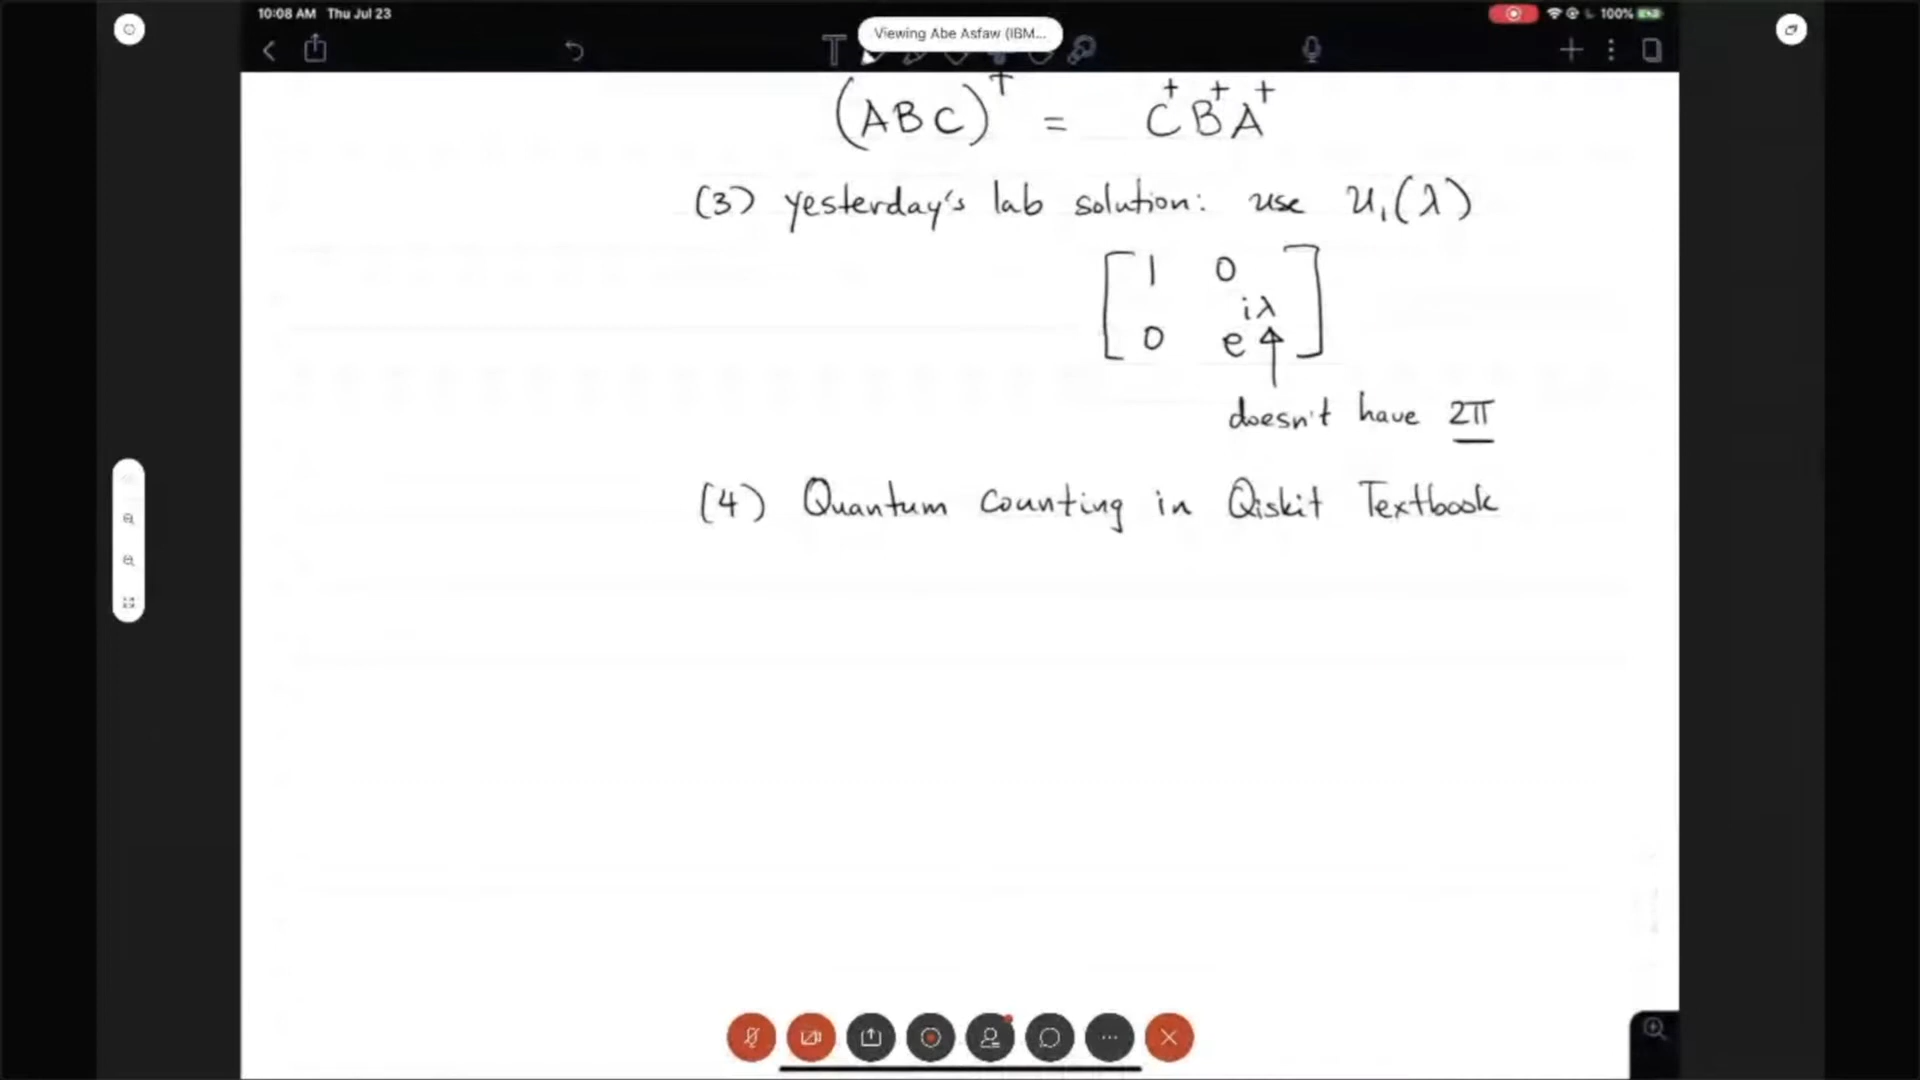 10:08 AM Thu Jul 23
100%
Viewing Abe Asfaw (IBM...
T
(ABC)† = C†B†A†
(3) yesterday's lab solution: use U₁(λ)
1 0
iλ
0 e
doesn't have 2π
(4) Quantum Counting in Qiskit Textbook